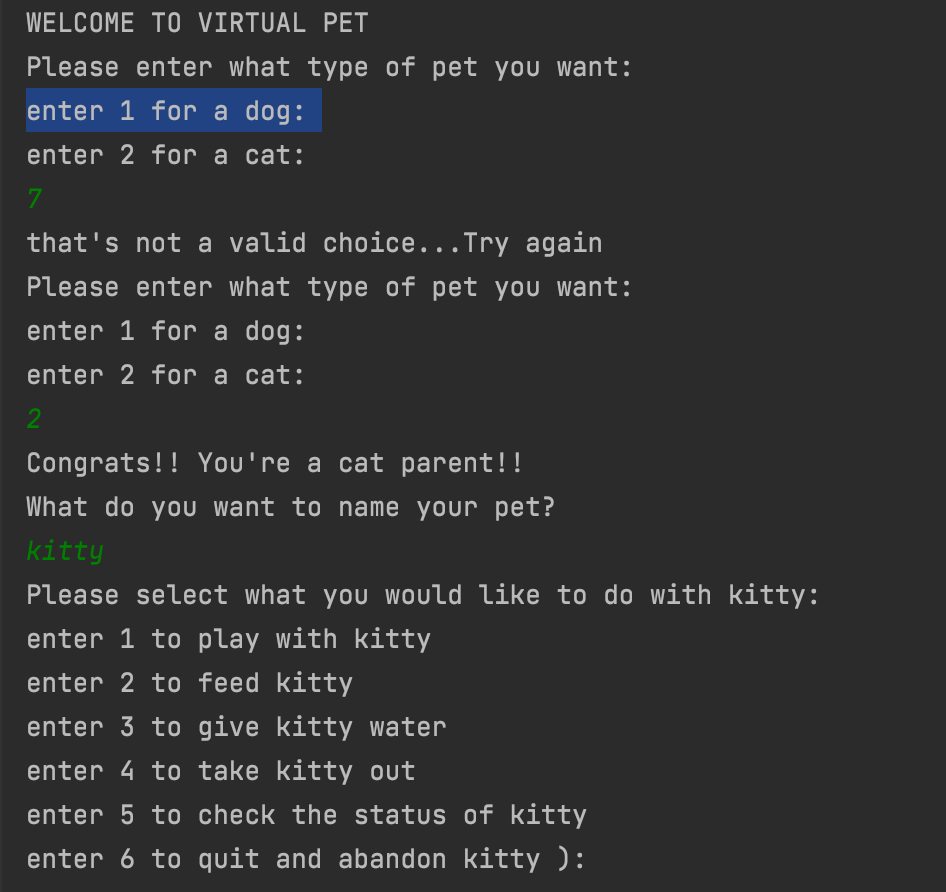 WELCOME TO VIRTUAL PET
Please enter what type of pet you want:
enter 1 for a dog:
enter 2 for a cat:
7
that's not a valid choice...Try again
Please enter what type of pet you want:
enter 1 for a dog:
enter 2 for a cat:
2
Congrats!! You're a cat parent!!
What do you want to name your pet?
kitty
Please select what you would like to do with kitty:
enter 1 to play with kitty
enter 2 to feed kitty
enter 3 to give kitty water
enter 4 to take kitty out
enter 5 to check the status of kitty
enter 6 to quit and abandon kitty ):